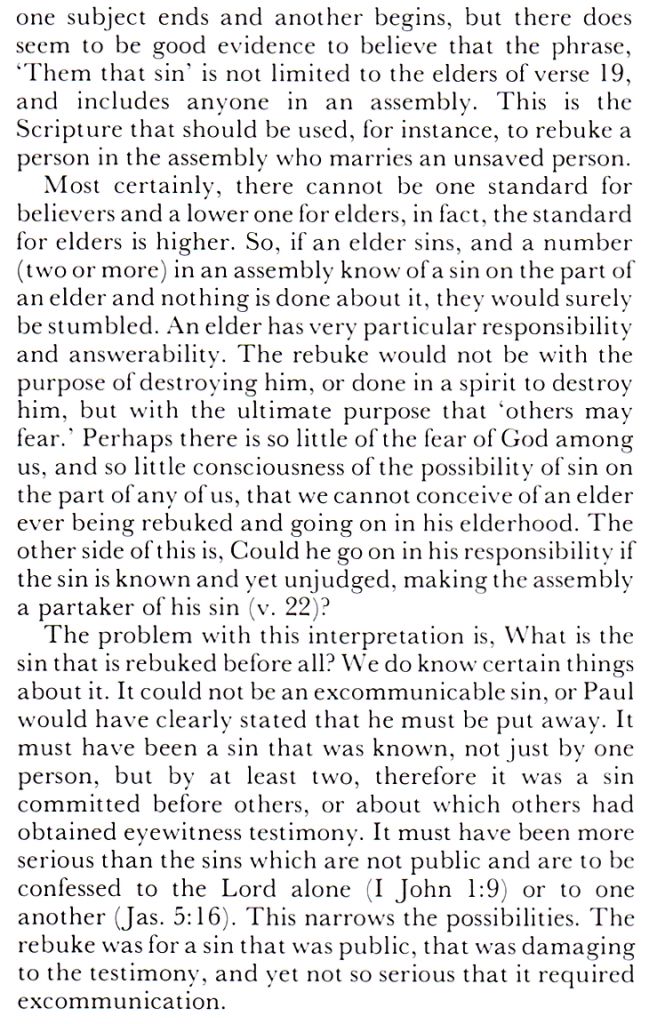 one subject ends and another begins, but there does
seem to be good evidence to believe that the phrase,
‘Them that sin’ is not limited to the elders of verse 19,
and includes anyone in an assembly. This is the
Scripture that should be used, for instance, to rebuke a
person in the assembly who marries an unsaved person.
Most certainly, there cannot be one standard for
believers and a lower one for elders, in fact, the standard
for elders is higher. So, if an elder sins, and a number
(two or more) in an assembly know of a sin on the part of
an elder and nothing is done about it, they would surely
be stumbled. An elder has very particular responsibility
and answerability. The rebuke would not be with the
purpose of destroying him, or done in a spirit to destroy
him, but with the ultimate purpose that ‘others may
fear.’ Perhaps there is so little of the fear of God among
us, and so little consciousness of the possibility of sin on
the part of any of us, that we cannot conceive of an elder
ever being rebuked and going on in his elderhood. The
other side of this is, Could he go on in his responsibility if
the sin is known and yet unjudged, making the assembly
a partaker of his sin (v. 22)?
The problem with this interpretation is, What is the
sin that is rebuked before all? We do know certain things
about it. It could not be an excommunicable sin, or Paul
would have clearly stated that he must be put away. It
must have been a sin that was known, not just by one
person, but by at least two, therefore it was a sin
committed before others, or about which others had
obtained eyewitness testimony. It must have been more
serious than the sins which are not public and are to be
confessed to the Lord alone (I John 1:9) or to one
another (Jas. 5:16). This narrows the possibilities. The
rebuke was for a sin that was public, that was damaging
to the testimony, and yet not so serious that it required
excommunication.